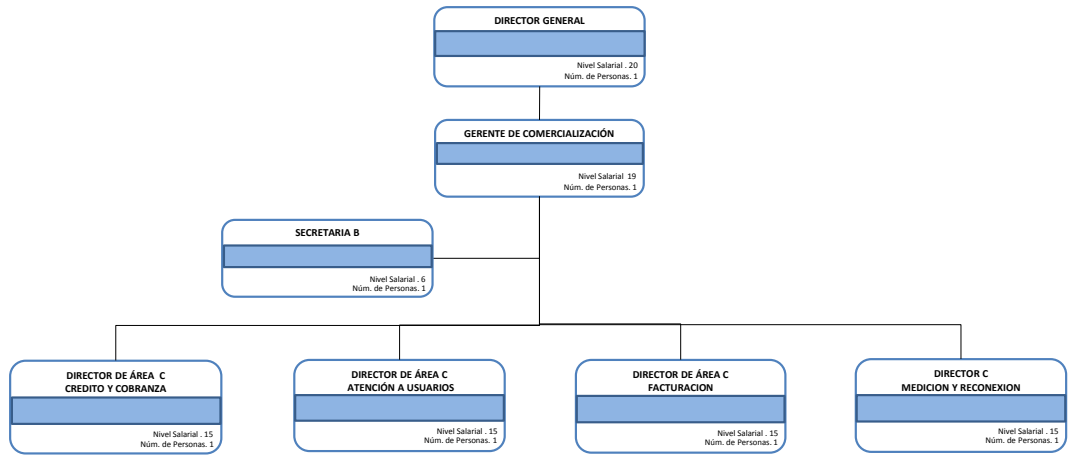 DIRECTOR GENERAL
Nivel Salarial . 20
Núm. de Personas. 1
GERENTE DE COMERCIALIZACIÓN
Nivel Salarial 19
Núm. de Personas. 1
SECRETARIA B
Nivel Salarial . 6
Núm. de Personas. 1
DIRECTOR DE ÁREA C
CREDITO Y COBRANZA
Nivel Salarial . 15
Núm. de Personas. 1
DIRECTOR DE ÁREA C
ATENCIÓN A USUARIOS
Nivel Salarial . 15
Núm. de Personas. 1
DIRECTOR DE ÁREA C
FACTURACION
Nivel Salarial . 15
Núm. de Personas. 1
DIRECTOR C
MEDICION Y RECONEXION
Nivel Salarial . 15
Núm. de Personas. 1